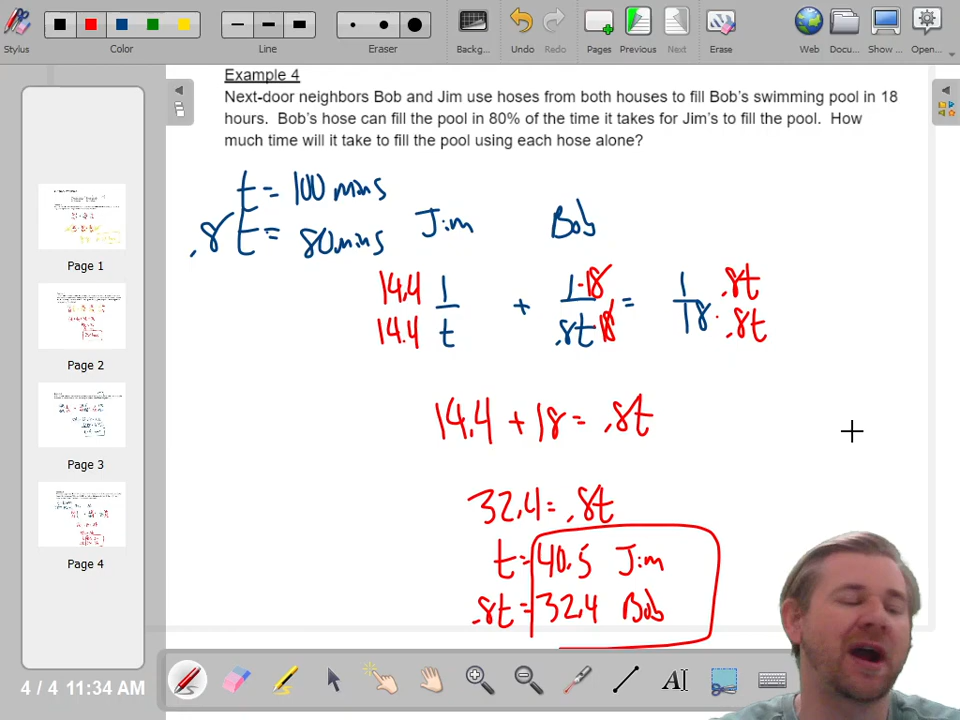 Stylus
Color
Line
Eraser
Backg...
Undo
Redo
Pages
Previous
Next
Erase
Web
Docu...
Show ...
Open...
Example 4
Next-door neighbors Bob and Jim use hoses from both houses to fill Bob's swimming pool in 18
hours. Bob's hose can fill the pool in 80% of the time it takes for Jim's to fill the pool. How
much time will it take to fill the pool using each hose alone?
t = 100 mins
.8t = 80 mins
Jim Bob
14.4 1 1·18 1 .8t
+ = ·
14.4 t .8t 18 18 .8t
14.4 + 18 = .8t
32.4 = .8t
t = 40.5 Jim
.8t = 32.4 Bob
Page 1
Page 2
Page 3
Page 4
4 / 4 11:34 AM
A